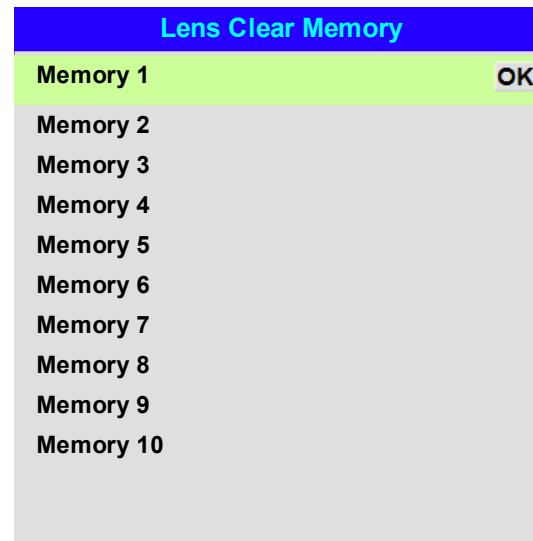 Lens Clear Memory
Memory 1 OK
Memory 2
Memory 3
Memory 4
Memory 5
Memory 6
Memory 7
Memory 8
Memory 9
Memory 10